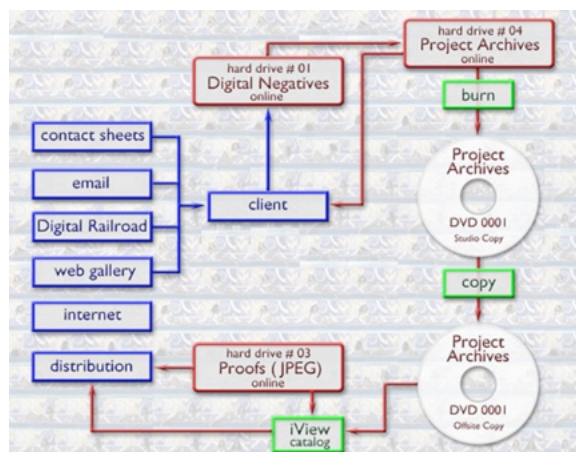 hard drive # 04
Project Archives
online
hard drive # 01
Digital Negatives
online
burn
contact sheets
email
Digital Railroad
web gallery
internet
distribution
client
Project
Archives
DVD 0001
Studio Copy
copy
hard drive # 03
Proofs (JPEG)
online
Project
Archives
DVD 0001
Offsite Copy
iView
catalog